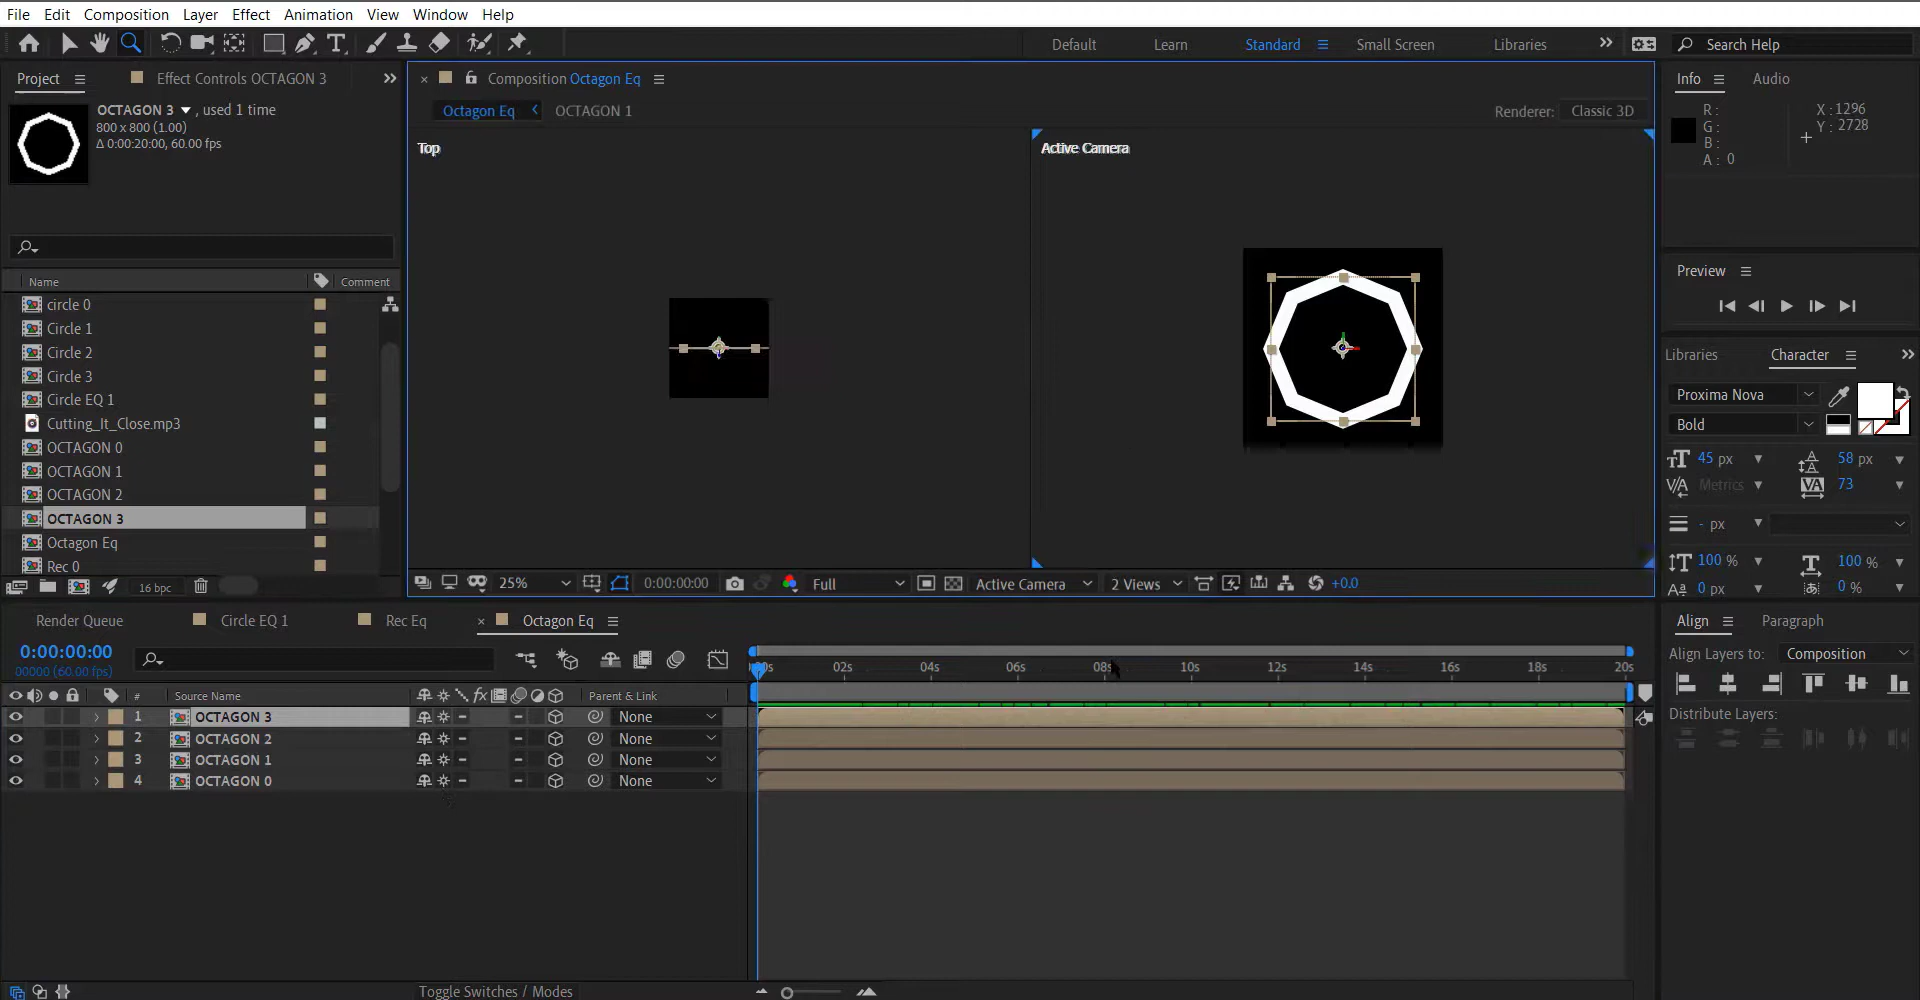 File Edit Composition Layer Effect Animation View Window Help
Default Learn Standard Small Screen Libraries Search Help
Project Effect Controls OCTAGON 3
OCTAGON 3 , used 1 time
800 x 800 (1.00)
Δ 0:00:20:00, 60.00 fps
Name Comment
circle 0
Circle 1
Circle 2
Circle 3
Circle EQ 1
Cutting_It_Close.mp3
OCTAGON 0
OCTAGON 1
OCTAGON 2
OCTAGON 3
Octagon Eq
Rec 0
16 bpc
Composition Octagon Eq
Octagon Eq OCTAGON 1
Renderer: Classic 3D
Top
Active Camera
25% 0:00:00:00 Full Active Camera 2 Views +0.0
Info Audio
R :
G :
B :
A : 0
X : 1296
Y : 2728
Preview
Libraries Character
Proxima Nova
Bold
45 px 58 px
Metrics 73
- px
100 % 100 %
0 px 0 %
Render Queue Circle EQ 1 Rec Eq Octagon Eq
0:00:00:00
00000 (60.00 fps)
# Source Name Parent & Link
1 OCTAGON 3 None
2 OCTAGON 2 None
3 OCTAGON 1 None
4 OCTAGON 0 None
02s 04s 06s 08s 10s 12s 14s 16s 18s 20s
Toggle Switches / Modes
Align Paragraph
Align Layers to: Composition
Distribute Layers: